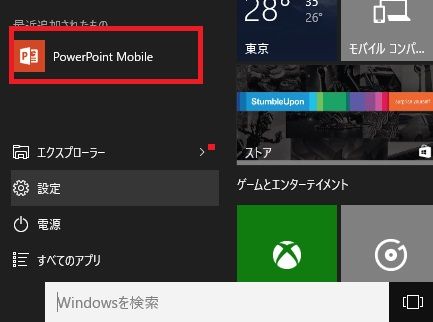 最近追加されたもの
PowerPoint Mobile
エクスプローラー
設定
電源
すべてのアプリ
Windowsを検索
28° 35°
26°
東京
モバイル コンパ...
StumbleUpon
ストア
ゲームとエンターテイメント